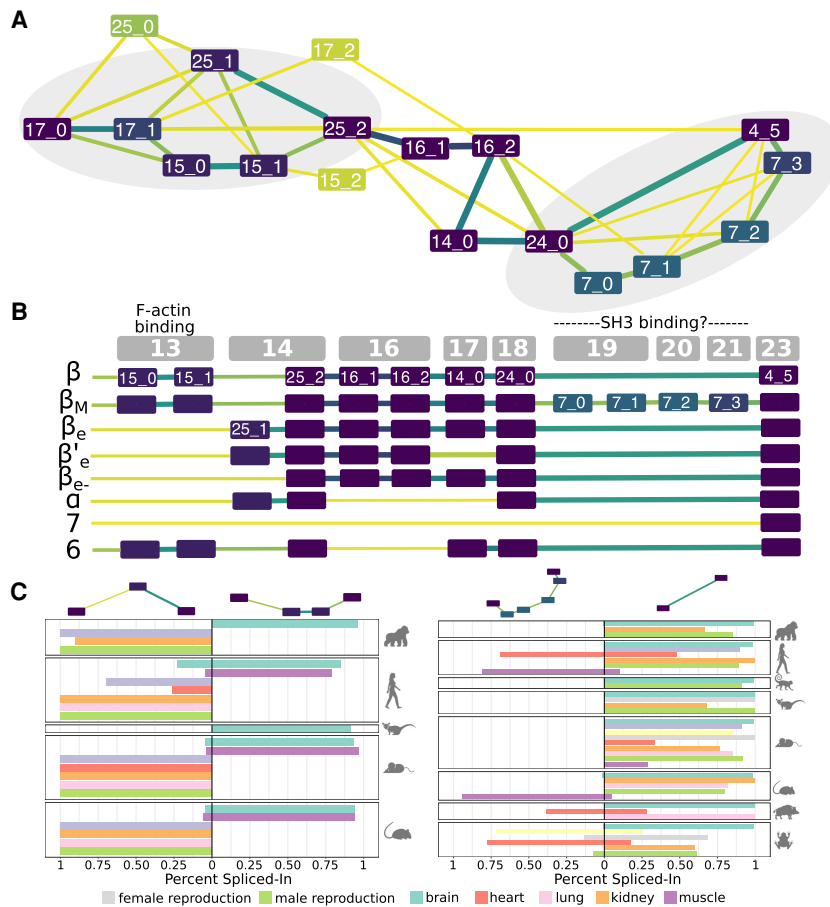 A
25_0
17_2
25_1
17_0 17_1 25_2 4_5
16_1 16_2
15_0 15_1 7_3
15_2
14_0 24_0 7_2
7_1
7_0
B
F-actin
binding
--------SH3 binding?-------
13 14 16 17 18 19 20 21 23
β 15_0 15_1 25_2 16_1 16_2 14_0 24_0 4_5
βM 7_0 7_1 7_2 7_3
βe 25_1
β'e
βe-
α
7
6
C
1 0.75 0.50 0.25 0 0.25 0.50 0.75 1
Percent Spliced-In
1 0.75 0.50 0.25 0 0.25 0.50 0.75 1
Percent Spliced-In
female reproduction male reproduction brain heart lung kidney muscle